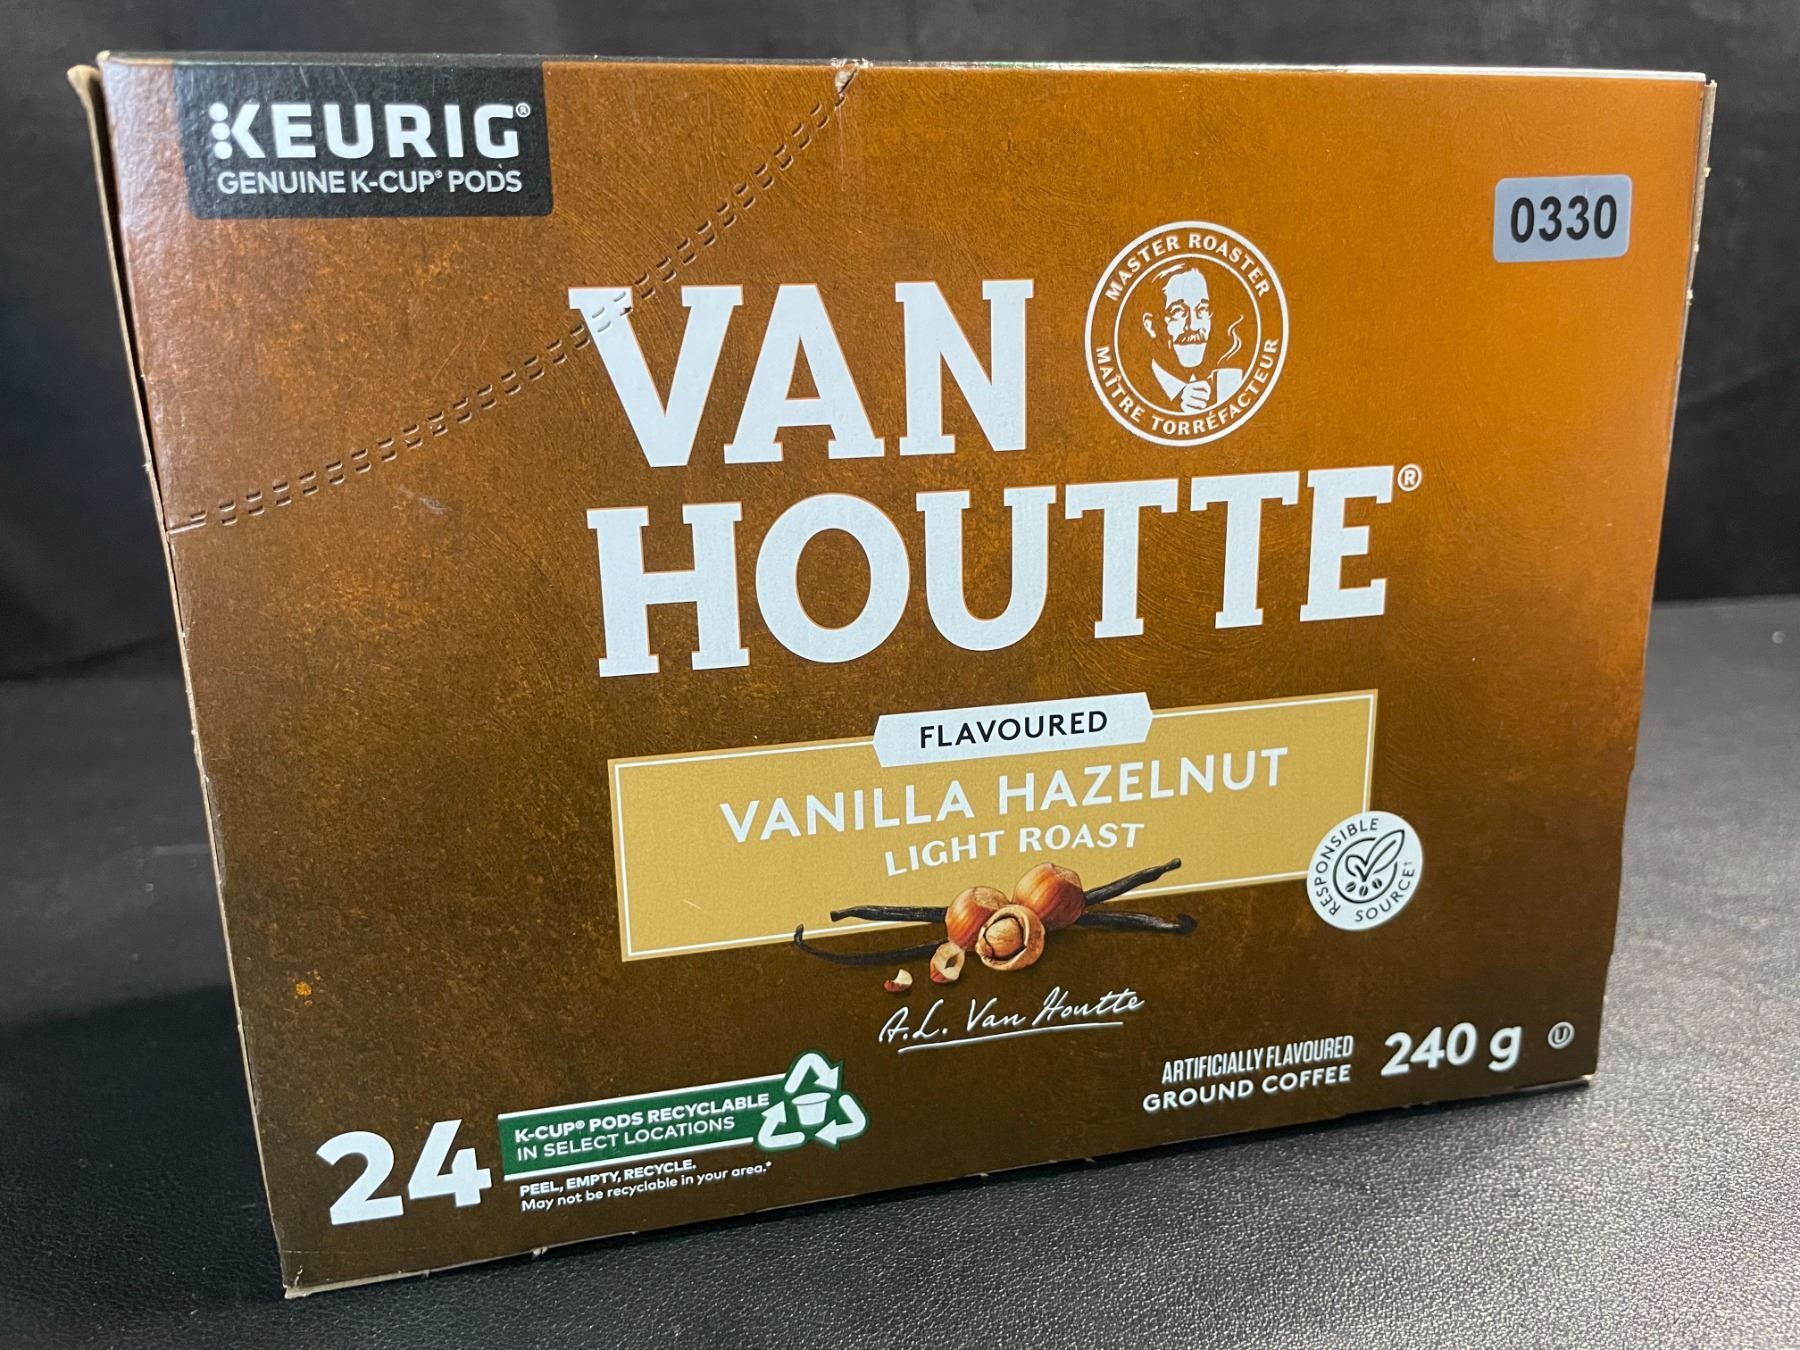 KEURIG®
GENUINE K-CUP® PODS
0330
MASTER ROASTER
MAÎTRE TORRÉFACTEUR
VAN
HOUTTE®
FLAVOURED
VANILLA HAZELNUT
LIGHT ROAST
RESPONSIBLE
SOURCE†
A.L. Van Houtte
24
K-CUP® PODS RECYCLABLE
IN SELECT LOCATIONS
PEEL, EMPTY, RECYCLE.
May not be recyclable in your area.*
ARTIFICIALLY FLAVOURED
GROUND COFFEE
240 g
U